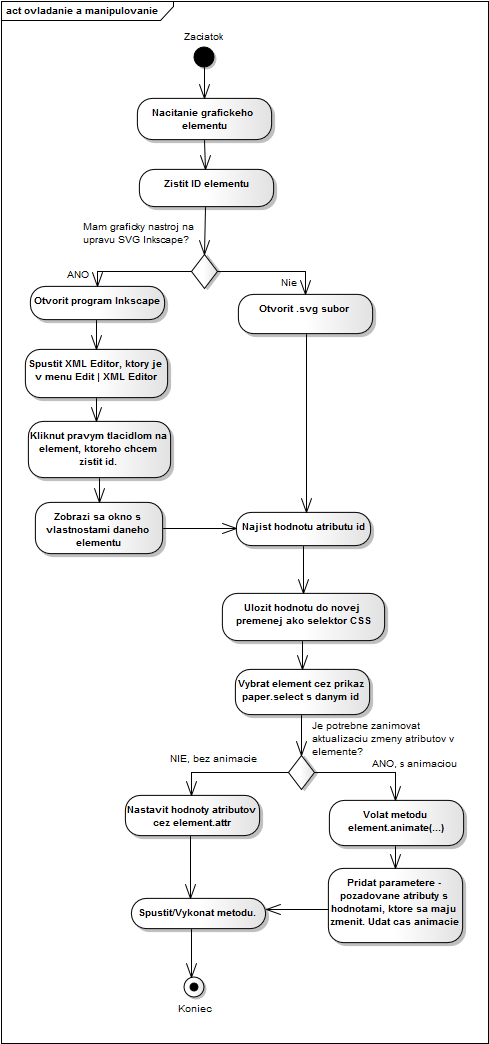 act ovladanie a manipulovanie
Zaciatok
Nacitanie grafickeho
elementu
Zistit ID elementu
Mam graficky nastroj na
upravu SVG Inkscape?
ANO
Nie
Otvorit program Inkscape
Otvorit .svg subor
Spustit XML Editor, ktory je
v menu Edit | XML Editor
Kliknut pravym tlacidlom na
element, ktoreho chcem
zistit id.
Zobrazi sa okno s
vlastnostami daneho
elementu
Najist hodnotu atributu id
Ulozit hodnotu do novej
premenej ako selektor CSS
Vybrat element cez prikaz
paper.select s danym id
Je potrebne zanimovat
aktualizaciu zmeny atributov v
elemente?
NIE, bez animacie
ANO, s animaciou
Nastavit hodnoty atributov
cez element.attr
Volat metodu
element.animate(...)
Pridat parametere -
pozadovane atributy s
hodnotami, ktore sa maju
zmenit. Udat cas animacie
Spustit/Vykonat metodu.
Koniec